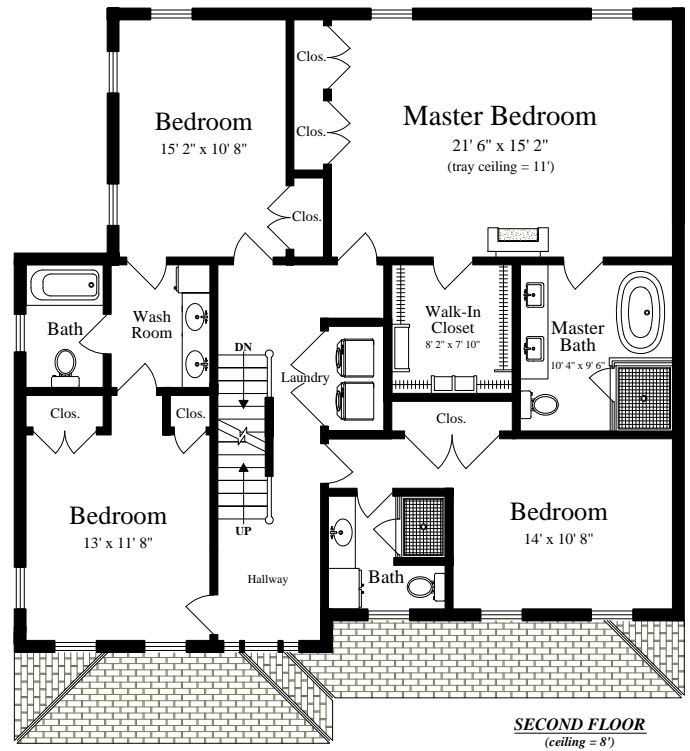 Clos.
Bedroom
15' 2" x 10' 8"
Master Bedroom
21' 6" x 15' 2"
(tray ceiling = 11')
Clos.
Clos.
Bath
Wash
Room
Walk-In
Closet
8' 2" x 7' 10"
Master
Bath
10' 4" x 9' 6"
DN
Laundry
Clos.
Clos.
Clos.
Bedroom
13' x 11' 8"
Bedroom
14' x 10' 8"
UP
Hallway
Bath
SECOND FLOOR
(ceiling = 8')